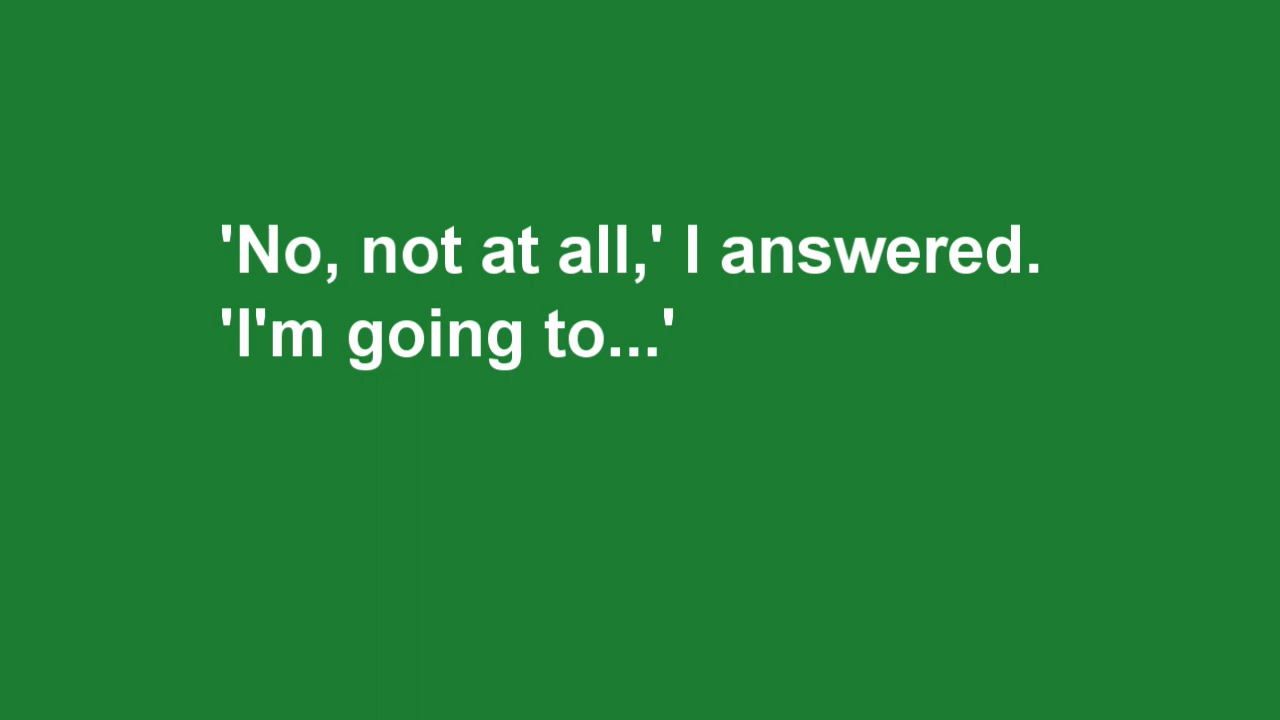 'No, not at all,' I answered.
'I'm going to...'